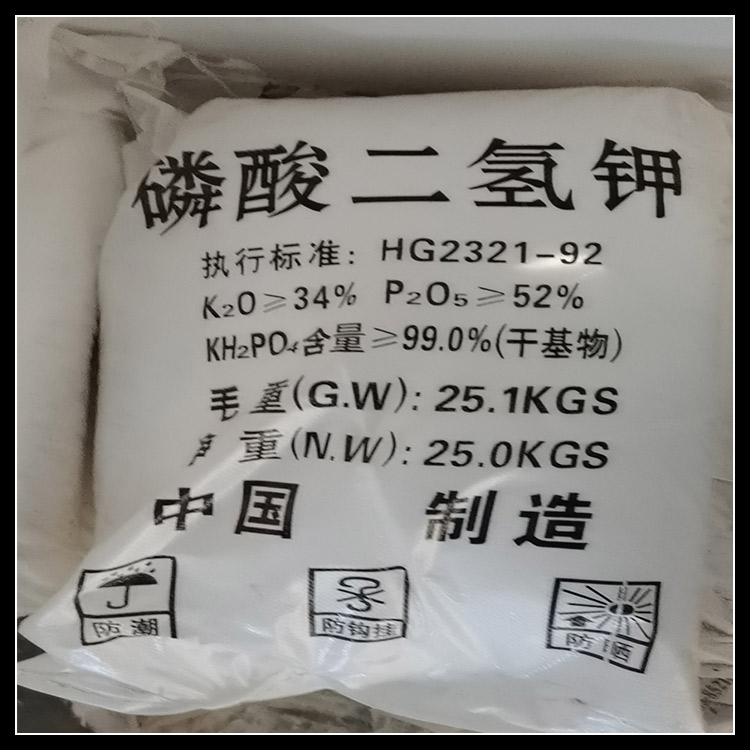 磷酸二氢钾
执行标准：HG2321-92
K₂O≥34% P₂O₅≥52%
KH₂PO₄含量≥99.0%(干基物)
毛重(G.W):25.1KGS
重(N.W):25.0KGS
中国 制造
防潮 防钩挂 防晒